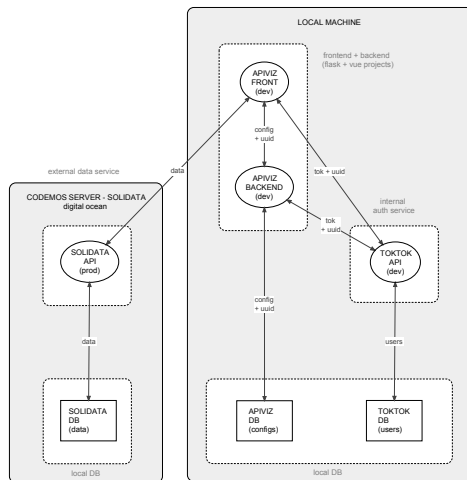 LOCAL MACHINE
frontend + backend
(flask + vue projects)
APIVIZ
FRONT
(dev)
config
+ uuid
data
tok + uuid
external data service
APIVIZ
BACKEND
(dev)
CODEMOS SERVER - SOLIDATA
digital ocean
internal
auth service
tok
+ uuid
SOLIDATA
API
(prod)
TOKTOK
API
(dev)
config
+ uuid
data
users
SOLIDATA
DB
(data)
APIVIZ
DB
(configs)
TOKTOK
DB
(users)
local DB
local DB